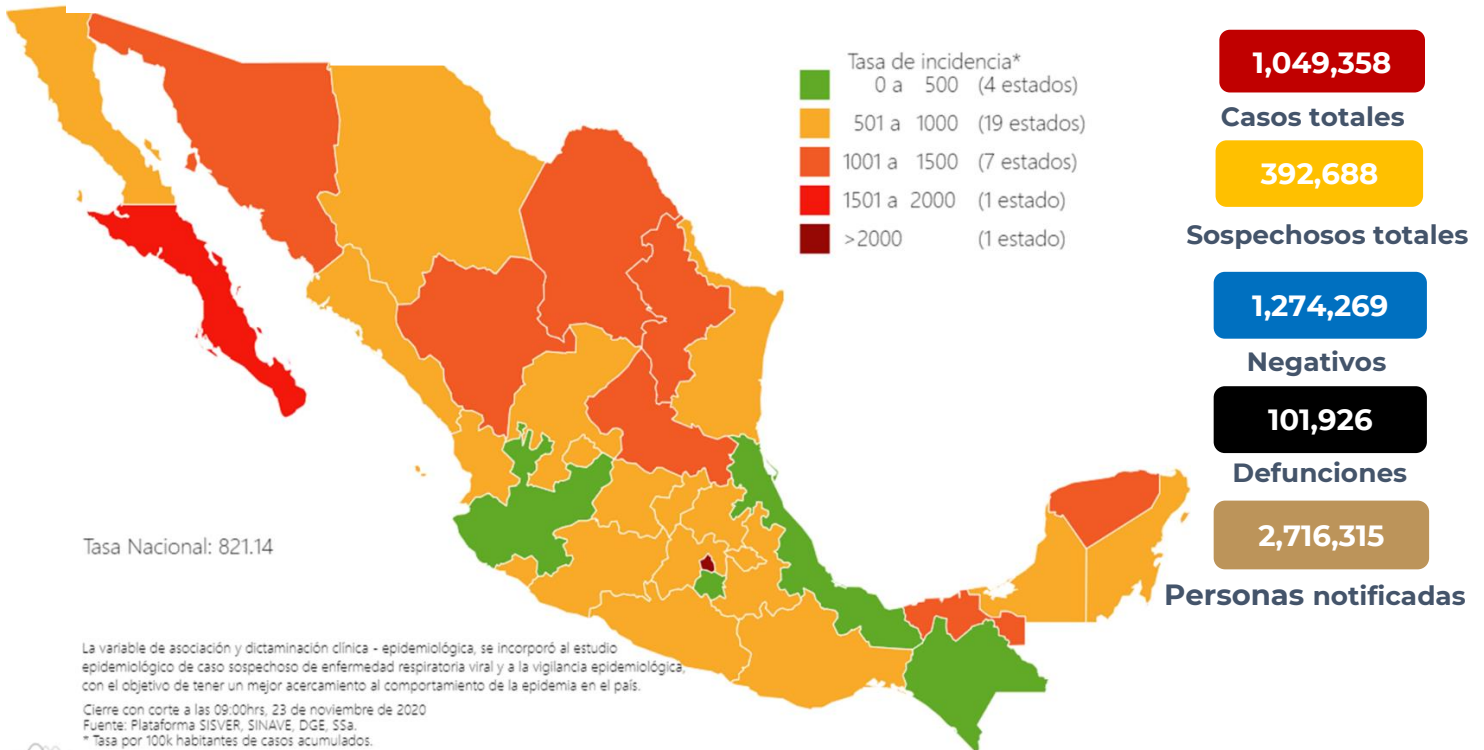 Tasa de incidencia*
0 a 500 (4 estados)
501 a 1000 (19 estados)
1001 a 1500 (7 estados)
1501 a 2000 (1 estado)
>2000 (1 estado)
1,049,358
Casos totales
392,688
Sospechosos totales
1,274,269
Negativos
101,926
Defunciones
2,716,315
Personas notificadas
Tasa Nacional: 821.14
La variable de asociación y dictaminación clínica - epidemiológica, se incorporó al estudio
epidemiológico de caso sospechoso de enfermedad respiratoria viral y a la vigilancia epidemiológica,
con el objetivo de tener un mejor acercamiento al comportamiento de la epidemia en el país.
Cierre con corte a las 09:00hrs, 23 de noviembre de 2020
Fuente: Plataforma SISVER, SINAVE, DGE, SSa.
* Tasa por 100k habitantes de casos acumulados.